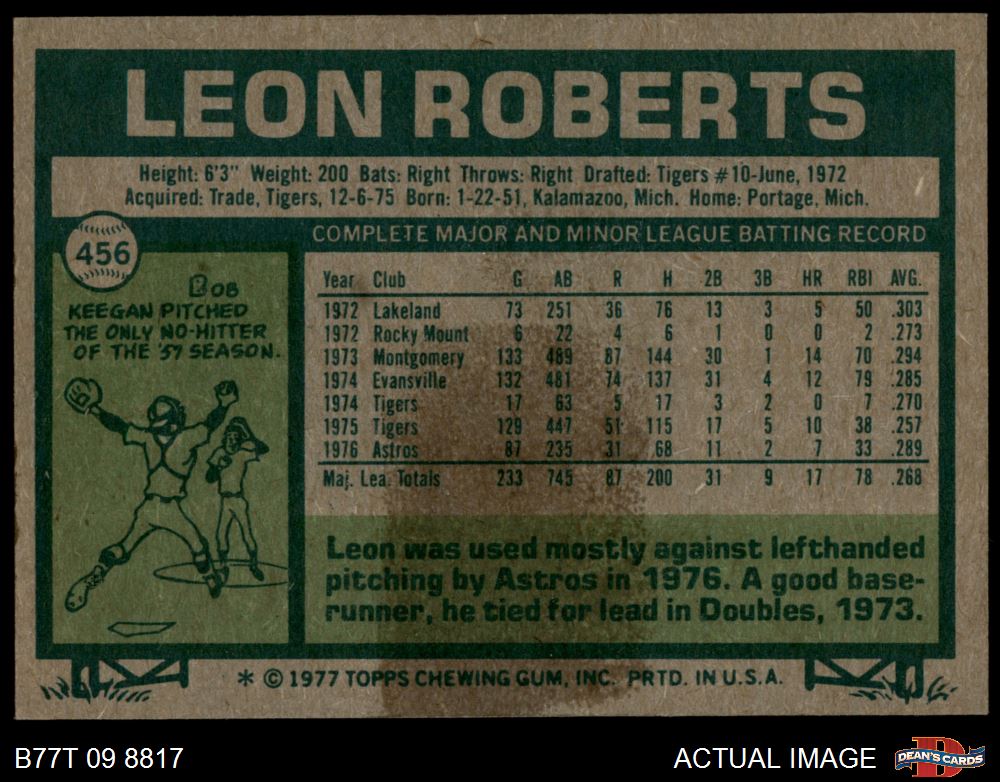 LEON ROBERTS
Height: 6'3" Weight: 200 Bats: Right Throws: Right Drafted: Tigers #10-June, 1972
Acquired: Trade, Tigers, 12-6-75 Born: 1-22-51, Kalamazoo, Mich. Home: Portage, Mich.
456
BOB
KEEGAN PITCHED
THE ONLY NO-HITTER
OF THE '57 SEASON.
COMPLETE MAJOR AND MINOR LEAGUE BATTING RECORD
Year Club G AB R H 2B 3B HR RBI AVG.
1972 Lakeland 73 251 36 76 13 3 5 50 .303
1972 Rocky Mount 6 22 4 6 1 0 0 2 .273
1973 Montgomery 133 489 87 144 30 1 14 70 .294
1974 Evansville 132 481 74 137 31 4 12 79 .285
1974 Tigers 17 63 5 17 3 2 0 7 .270
1975 Tigers 129 447 51 115 17 5 10 38 .257
1976 Astros 87 235 31 68 11 2 7 33 .289
Maj. Lea. Totals 233 745 87 200 31 9 17 78 .268
Leon was used mostly against lefthanded
pitching by Astros in 1976. A good base-
runner, he tied for lead in Doubles, 1973.
* © 1977 TOPPS CHEWING GUM, INC. PRTD. IN U.S.A.
B77T 09 8817
ACTUAL IMAGE
D
DEAN'S CARDS